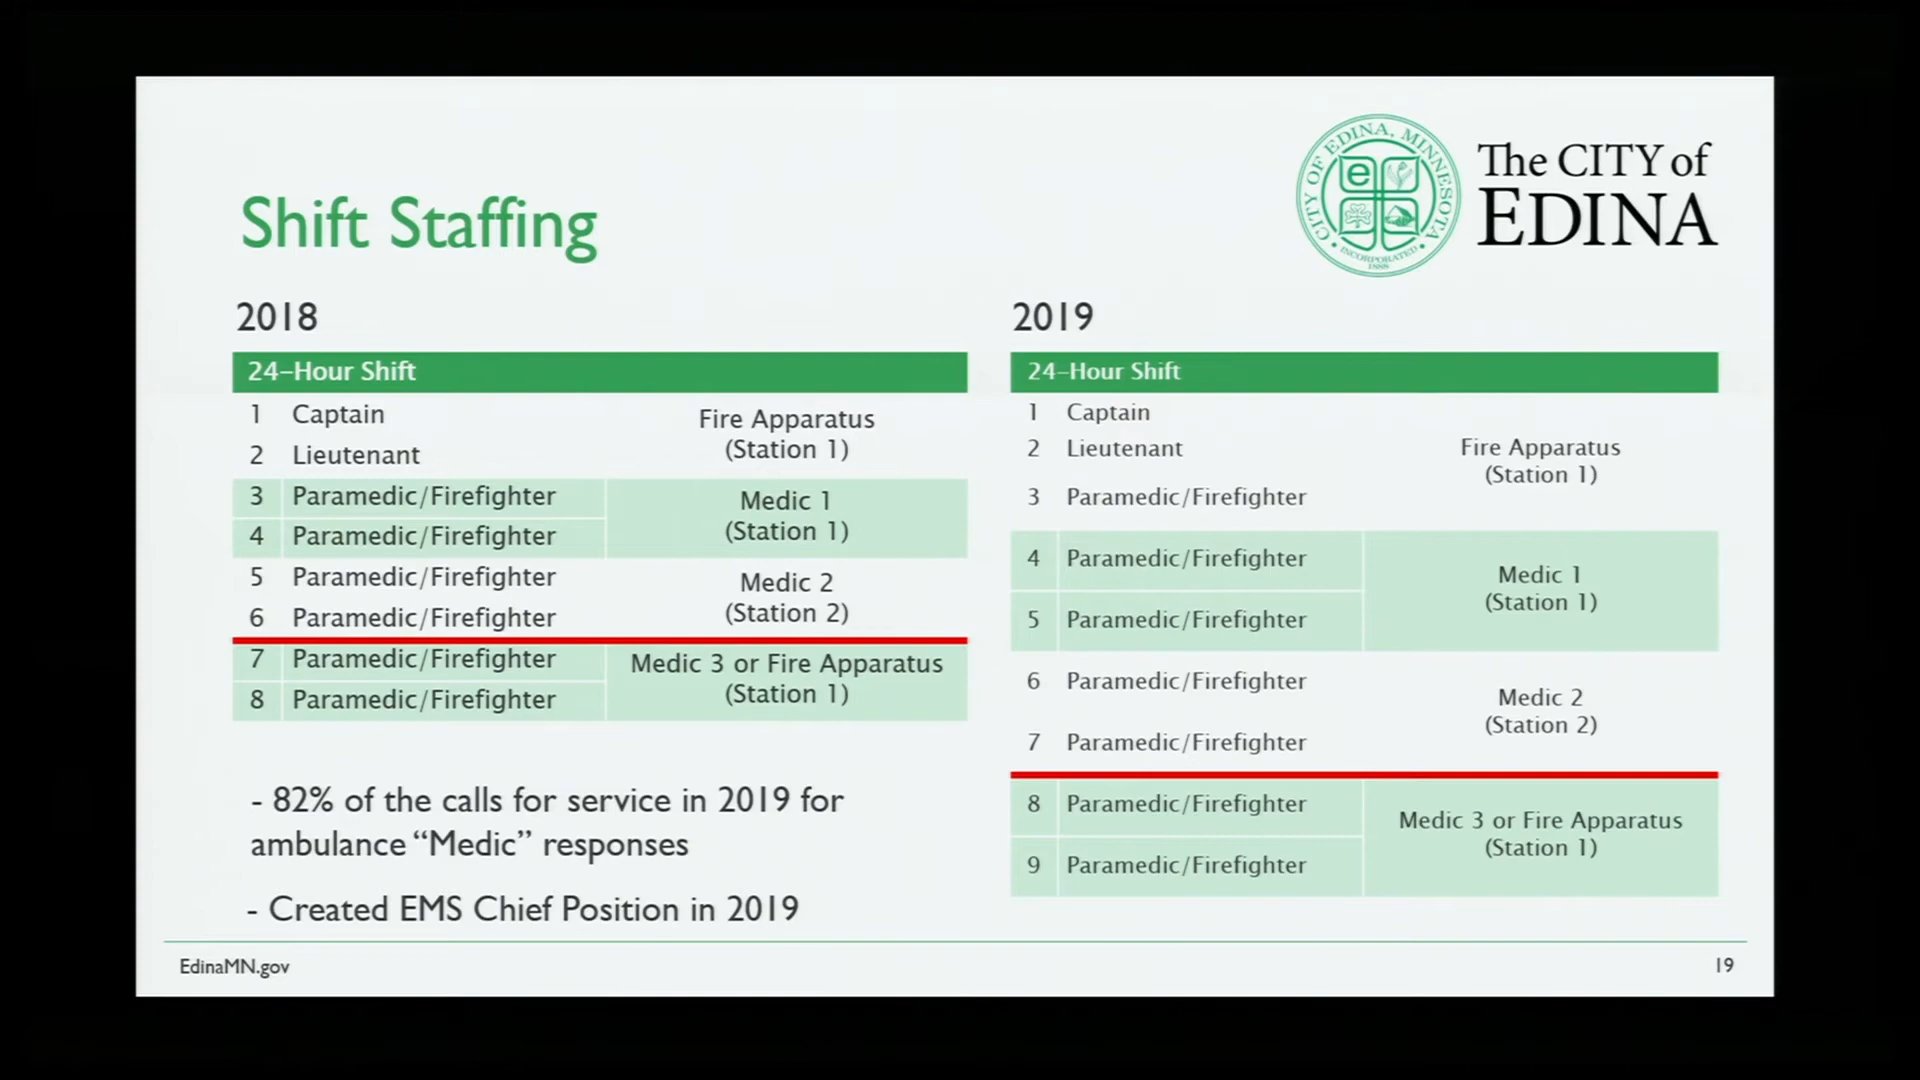 CITY OF EDINA, MINNESOTA
INCORPORATED
1888
e
The CITY of
EDINA
Shift Staffing
2018
24-Hour Shift
1 Captain
Fire Apparatus
(Station 1)
2 Lieutenant
3 Paramedic/Firefighter
Medic 1
(Station 1)
4 Paramedic/Firefighter
5 Paramedic/Firefighter
Medic 2
(Station 2)
6 Paramedic/Firefighter
7 Paramedic/Firefighter
Medic 3 or Fire Apparatus
(Station 1)
8 Paramedic/Firefighter
- 82% of the calls for service in 2019 for
ambulance “Medic” responses
- Created EMS Chief Position in 2019
2019
24-Hour Shift
1 Captain
2 Lieutenant
Fire Apparatus
(Station 1)
3 Paramedic/Firefighter
4 Paramedic/Firefighter
Medic 1
(Station 1)
5 Paramedic/Firefighter
6 Paramedic/Firefighter
Medic 2
(Station 2)
7 Paramedic/Firefighter
8 Paramedic/Firefighter
Medic 3 or Fire Apparatus
(Station 1)
9 Paramedic/Firefighter
EdinaMN.gov
19